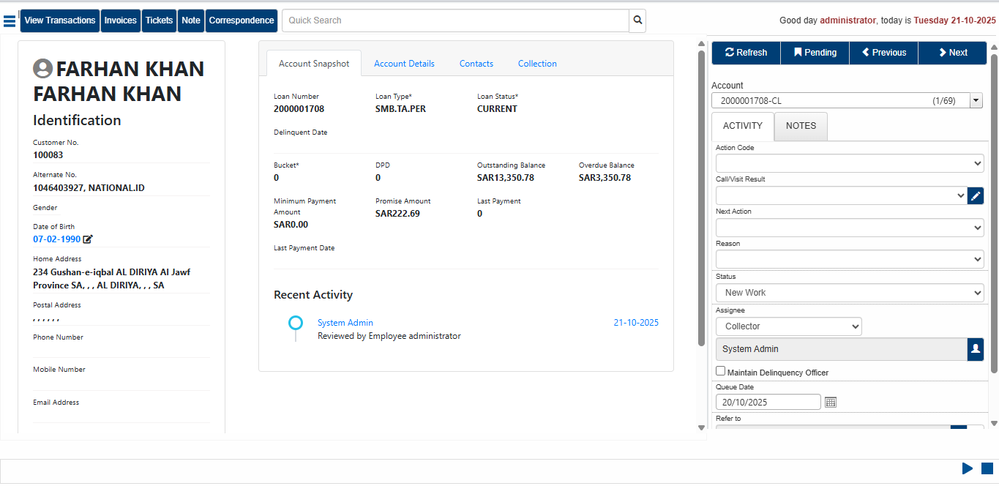 View Transactions Invoices Tickets Note Correspondence Quick Search Good day administrator, today is Tuesday 21-10-2025
FARHAN KHAN
FARHAN KHAN
Identification
Customer No.
100083
Alternate No.
1046403927, NATIONAL.ID
Gender
Date of Birth
07-02-1990
Home Address
234 Gushan-e-iqbal AL DIRIYA Al Jawf
Province SA, , , AL DIRIYA, , , SA
Postal Address
, , , , , ,
Phone Number
Mobile Number
Email Address
Account Snapshot Account Details Contacts Collection
Loan Number Loan Type* Loan Status*
2000001708 SMB.TA.PER CURRENT
Delinquent Date
Bucket* DPD Outstanding Balance Overdue Balance
0 0 SAR13,350.78 SAR3,350.78
Minimum Payment
Amount
SAR0.00
Promise Amount
SAR222.69
Last Payment
0
Last Payment Date
Recent Activity
System Admin 21-10-2025
Reviewed by Employee administrator
Refresh Pending Previous Next
Account
2000001708-CL (1/69)
ACTIVITY NOTES
Action Code
Call/Visit Result
Next Action
Reason
Status
New Work
Assignee
Collector
System Admin
Maintain Delinquency Officer
Queue Date
20/10/2025
Refer to